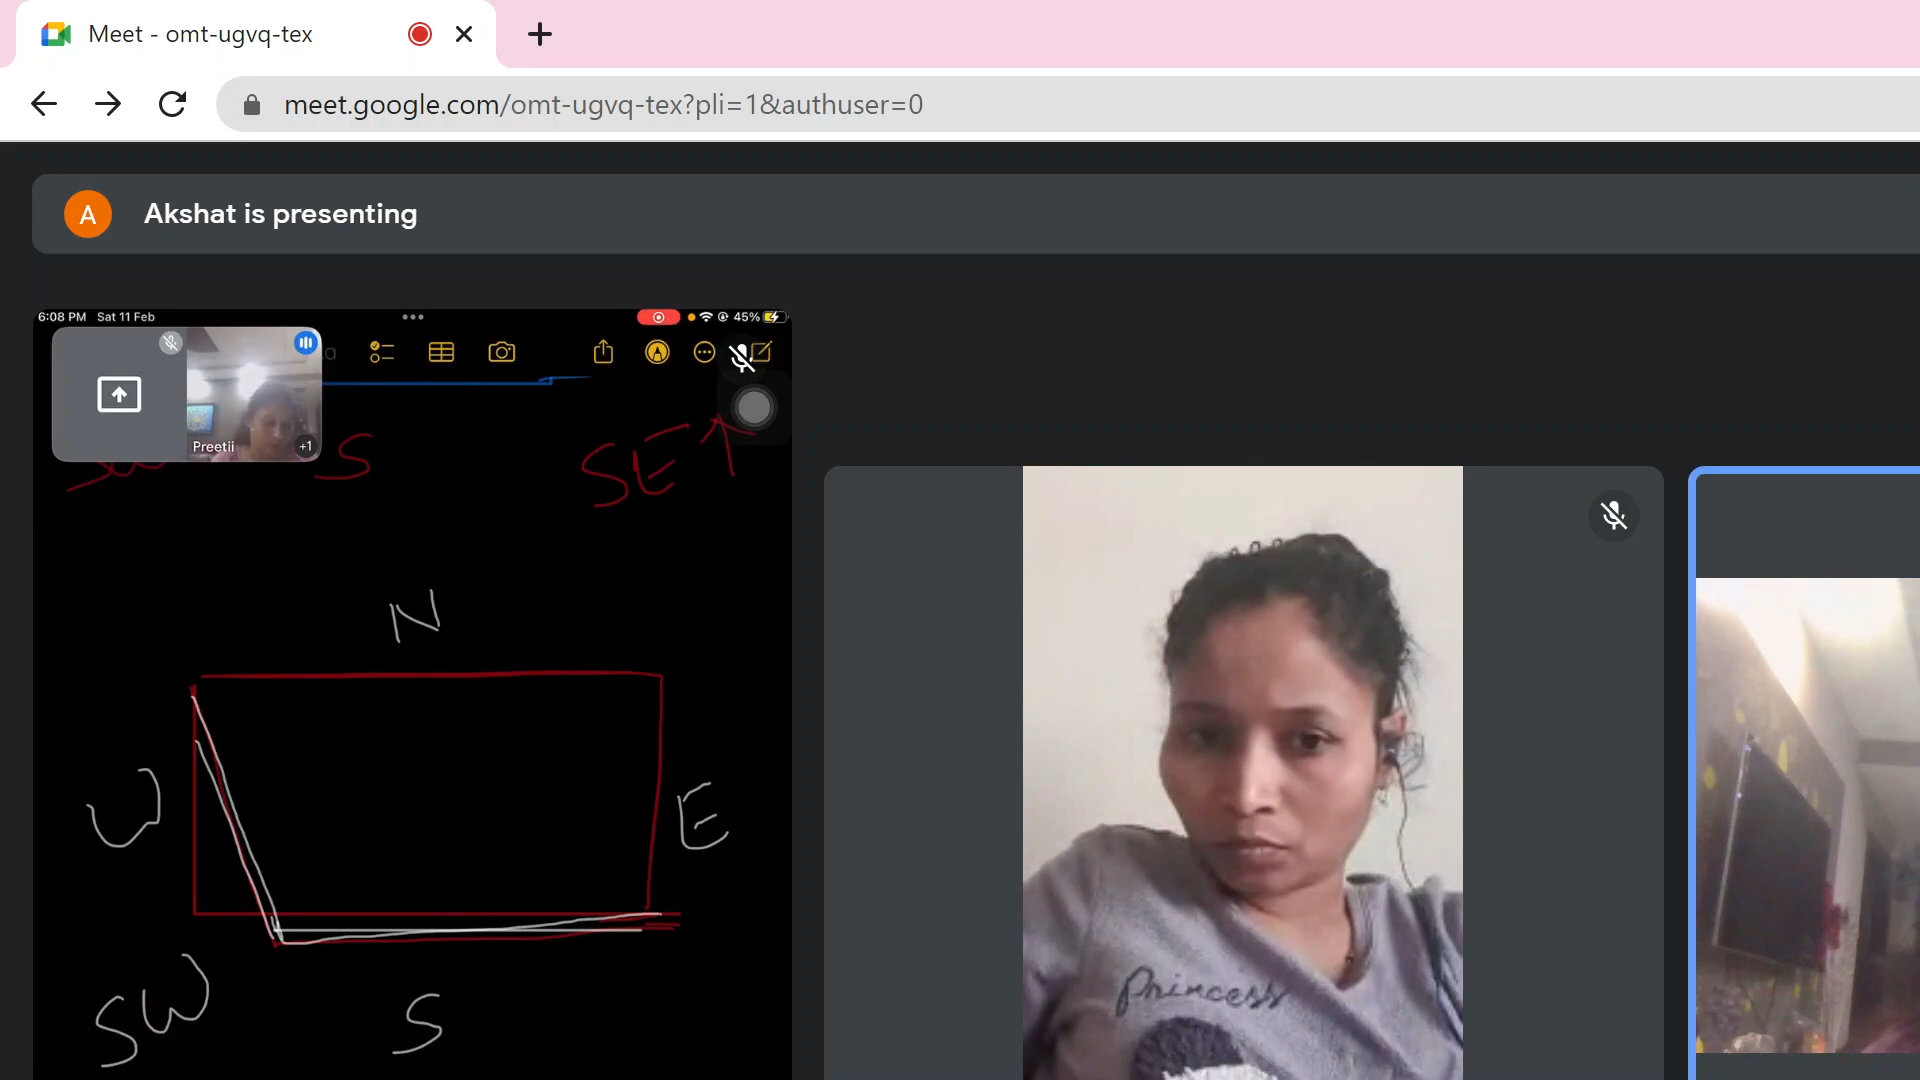 Meet - omt-ugvq-tex
meet.google.com/omt-ugvq-tex?pli=1&authuser=0
A Akshat is presenting
6:08 PM Sat 11 Feb
45%
Preetii +1
S SE↑
N
W E
SW S
Princess